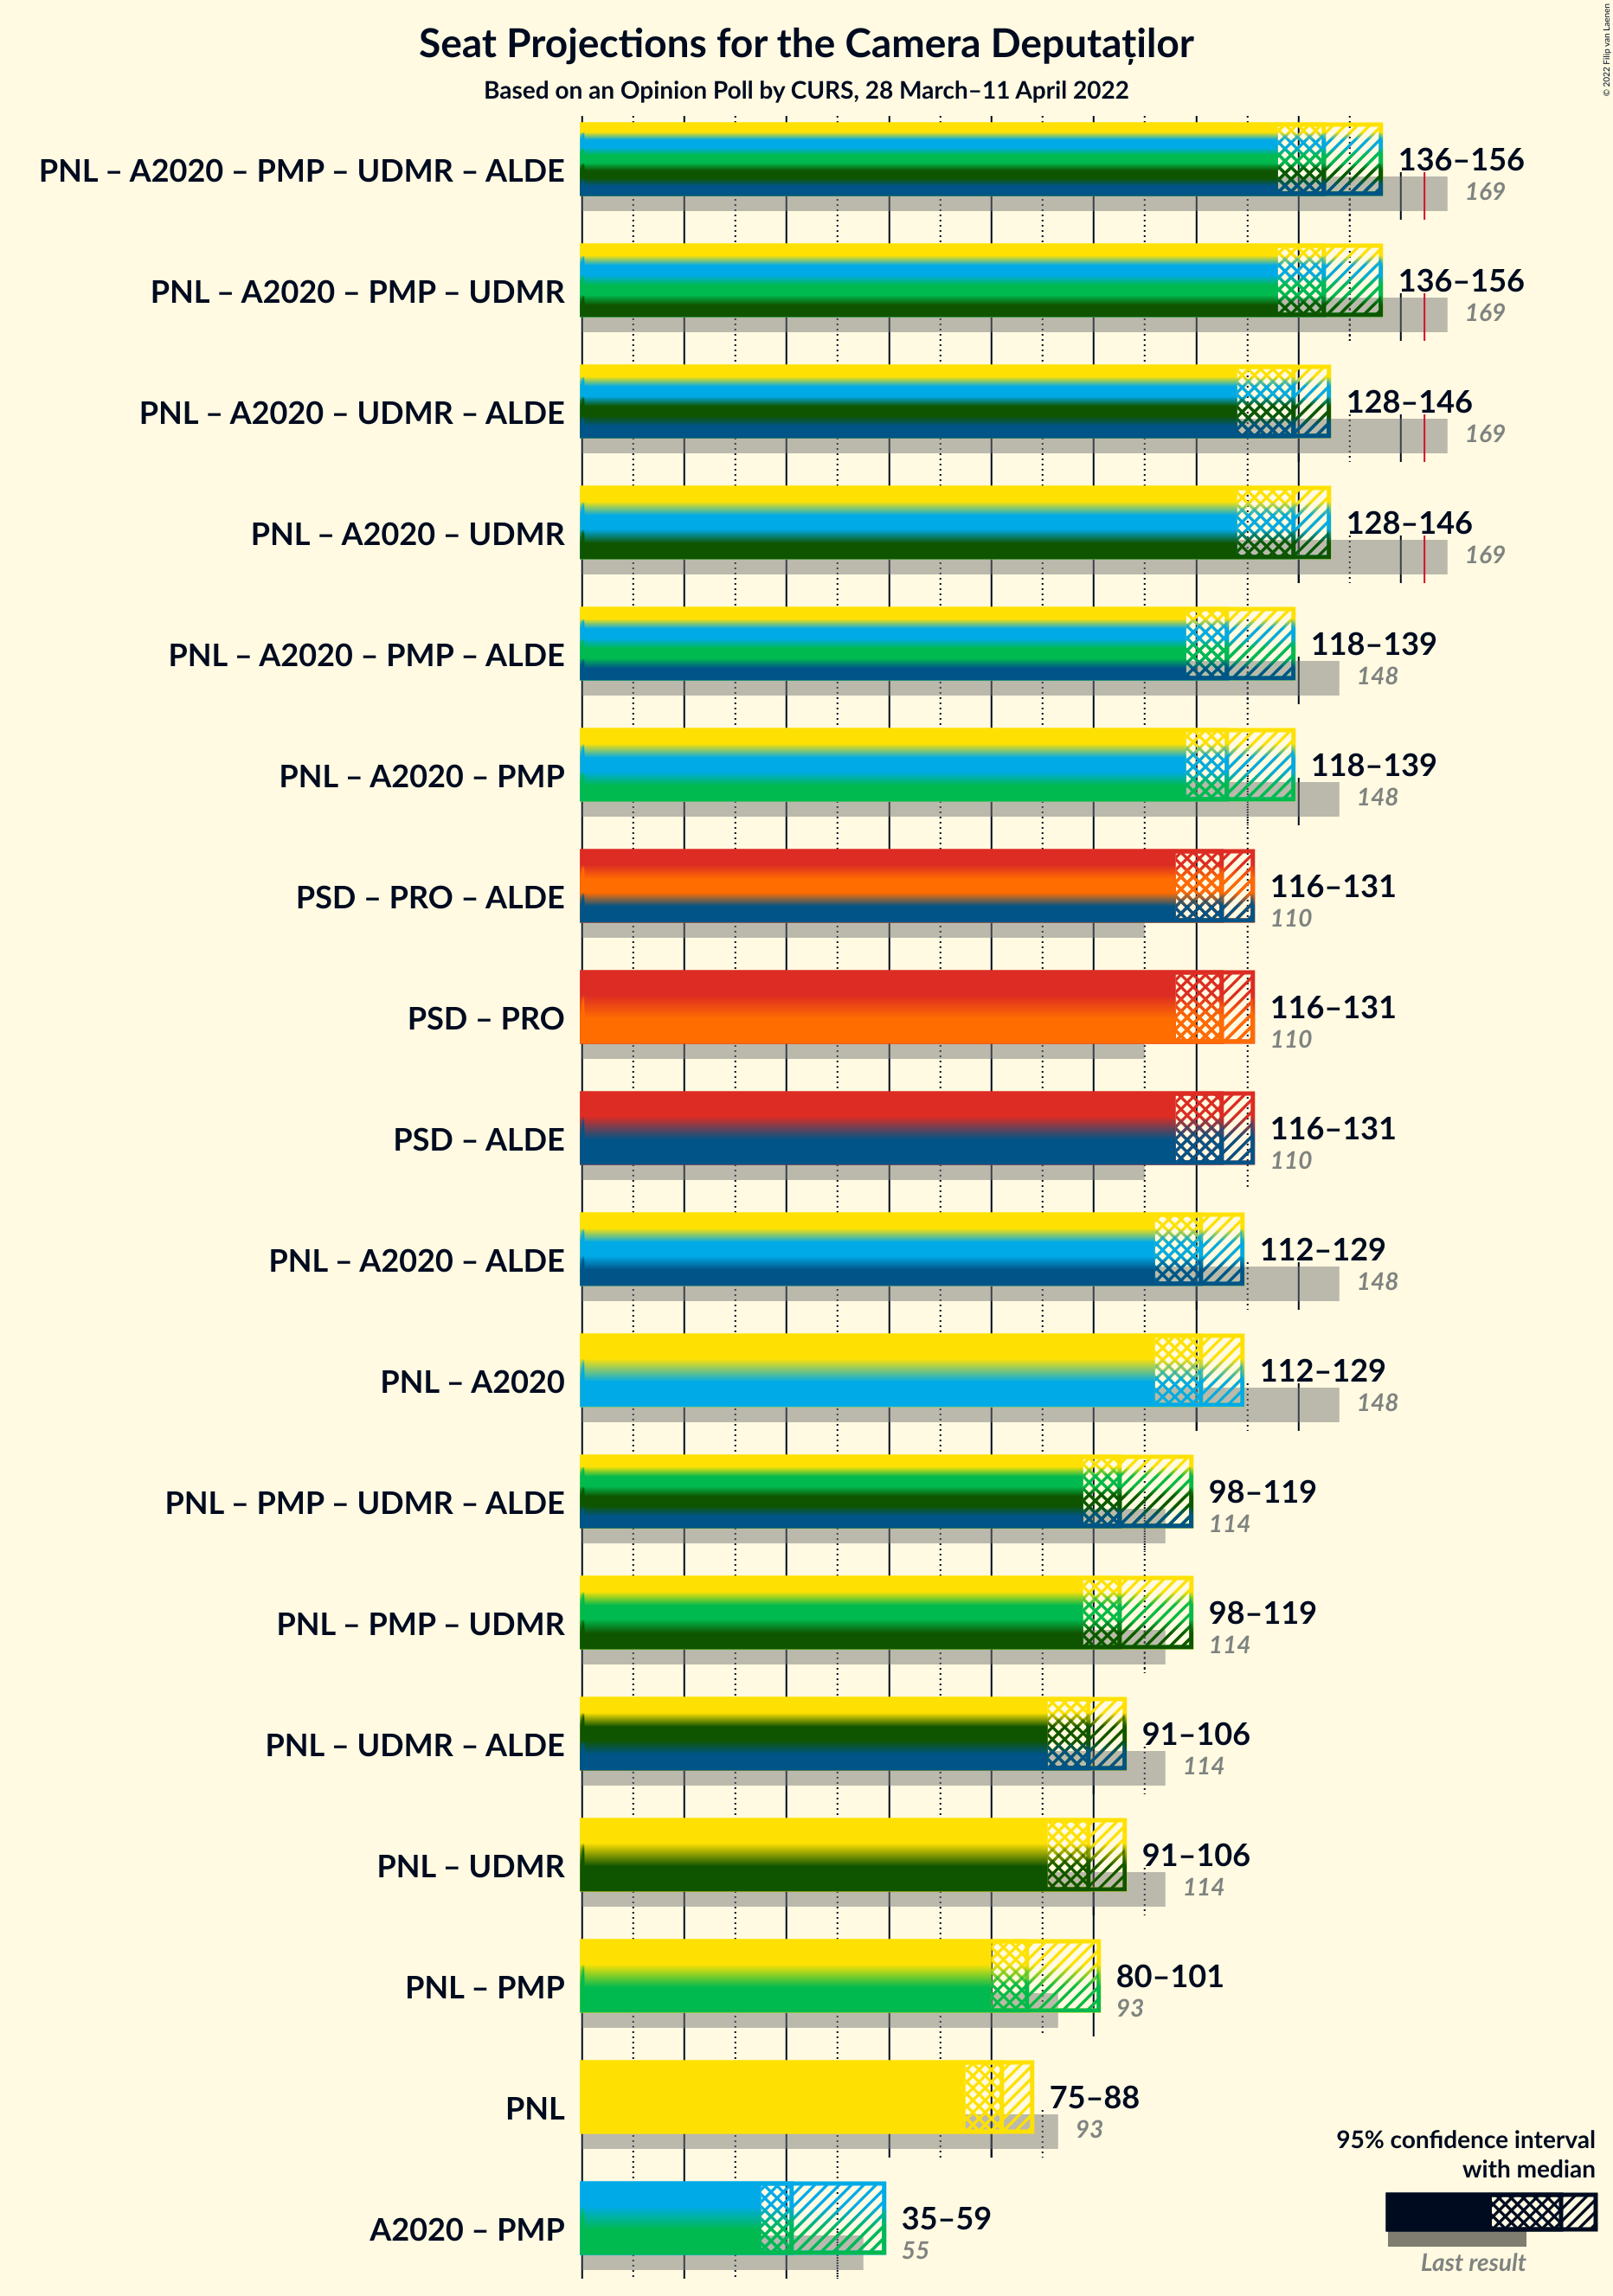 Seat Projections for the Camera Deputaților
Based on an Opinion Poll by CURS, 28 March–11 April 2022
© 2022 Filip van Laenen
PNL – A2020 – PMP – UDMR – ALDE
136–156
169
PNL – A2020 – PMP – UDMR
136–156
169
PNL – A2020 – UDMR – ALDE
128–146
169
PNL – A2020 – UDMR
128–146
169
PNL – A2020 – PMP – ALDE
118–139
148
PNL – A2020 – PMP
118–139
148
PSD – PRO – ALDE
116–131
110
PSD – PRO
116–131
110
PSD – ALDE
116–131
110
PNL – A2020 – ALDE
112–129
148
PNL – A2020
112–129
148
PNL – PMP – UDMR – ALDE
98–119
114
PNL – PMP – UDMR
98–119
114
PNL – UDMR – ALDE
91–106
114
PNL – UDMR
91–106
114
PNL – PMP
80–101
93
PNL
75–88
93
A2020 – PMP
35–59
55
95% confidence interval
with median
Last result